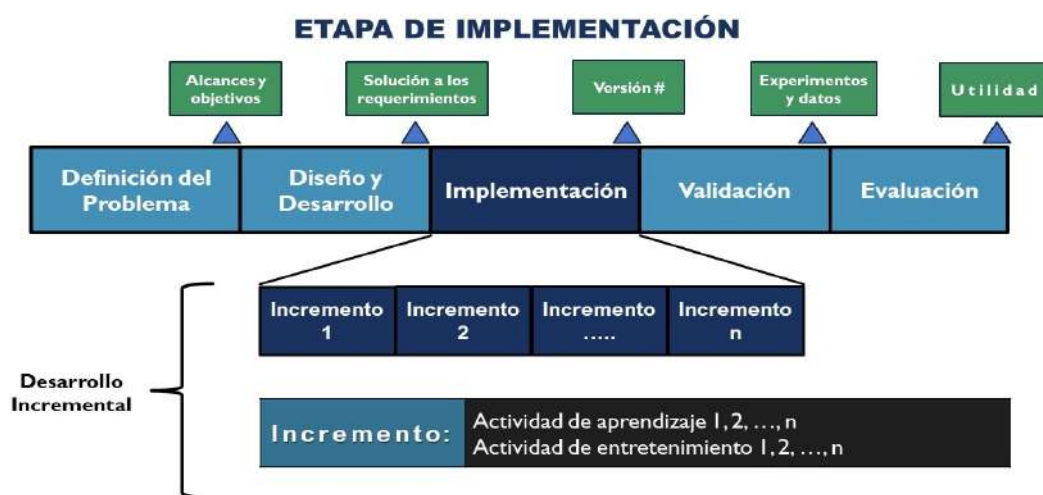 ETAPA DE IMPLEMENTACIÓN
Alcances y
objetivos
Solución a los
requerimientos
Versión #
Experimentos
y datos
Utilidad
Definición del
Problema
Diseño y
Desarrollo
Implementación
Validación
Evaluación
Incremento
1
Incremento
2
Incremento
.....
Incremento
n
Desarrollo
Incremental
Incremento:
Actividad de aprendizaje 1, 2, ..., n
Actividad de entretenimiento 1, 2, ..., n